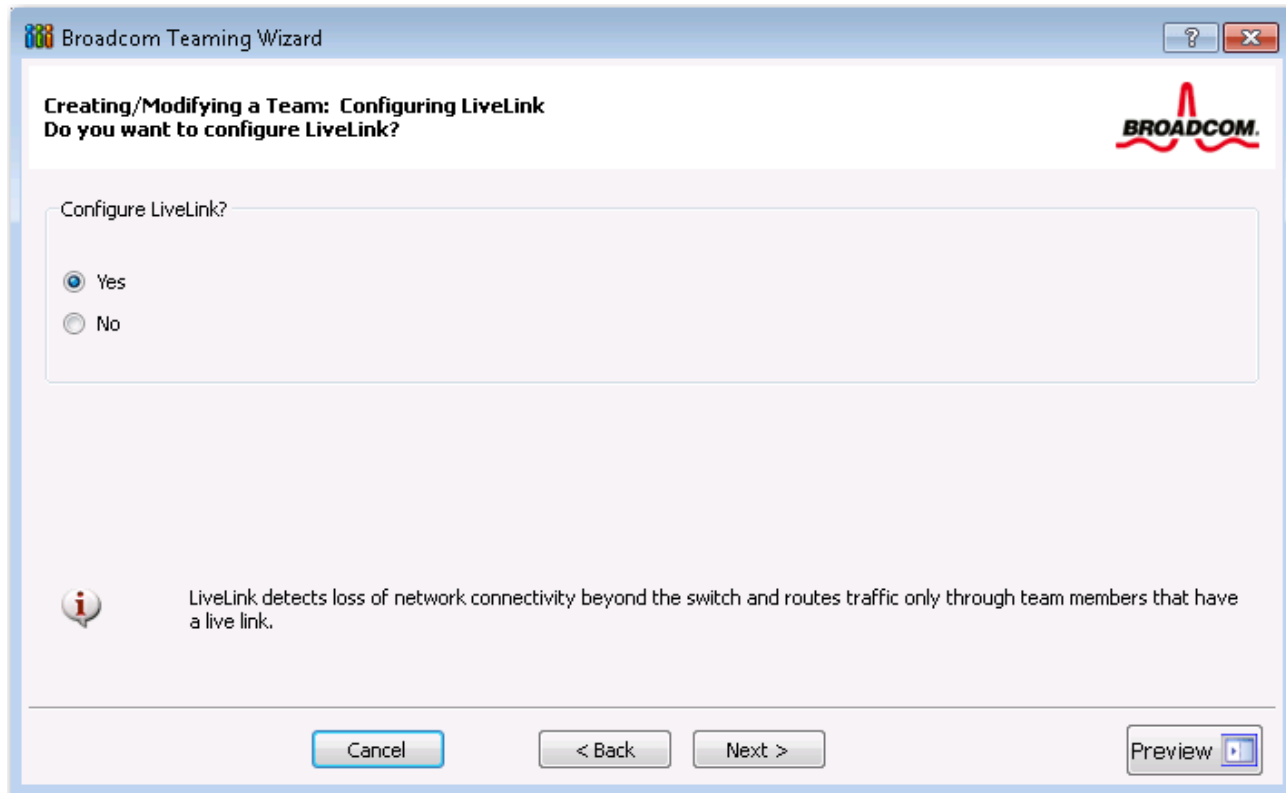 Broadcom Teaming Wizard
Creating/Modifying a Team: Configuring LiveLink
Do you want to configure LiveLink?
BROADCOM.
Configure LiveLink?
Yes
No
LiveLink detects loss of network connectivity beyond the switch and routes traffic only through team members that have
a live link.
Cancel
< Back
Next >
Preview